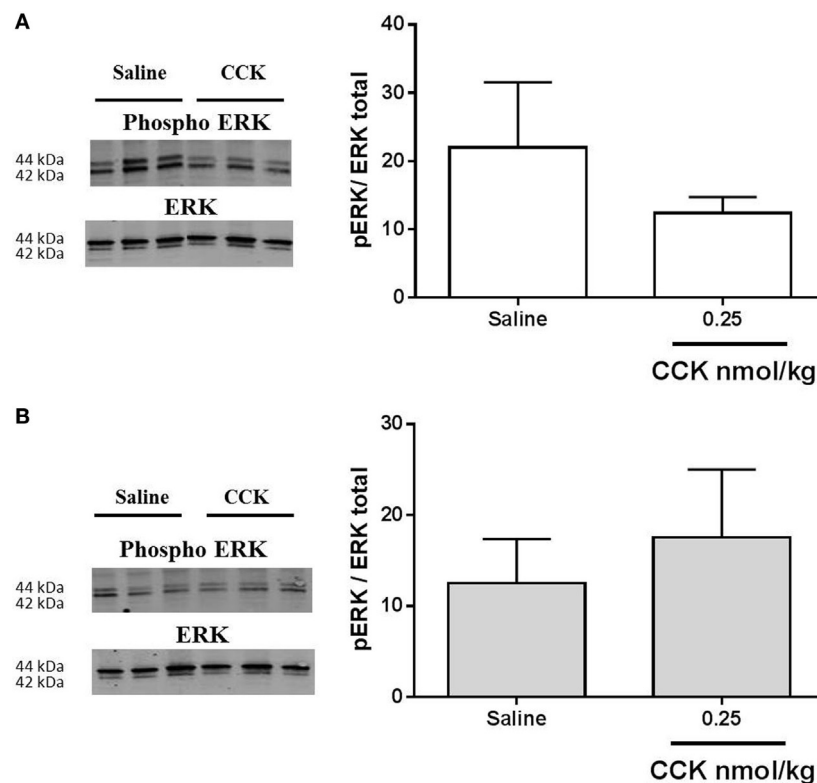 A
Saline CCK
Phospho ERK
44 kDa
42 kDa
ERK
44 kDa
42 kDa
pERK/ ERK total
40
30
20
10
0
Saline 0.25
CCK nmol/kg
B
Saline CCK
Phospho ERK
44 kDa
42 kDa
ERK
44 kDa
42 kDa
pERK / ERK total
30
20
10
0
Saline 0.25
CCK nmol/kg